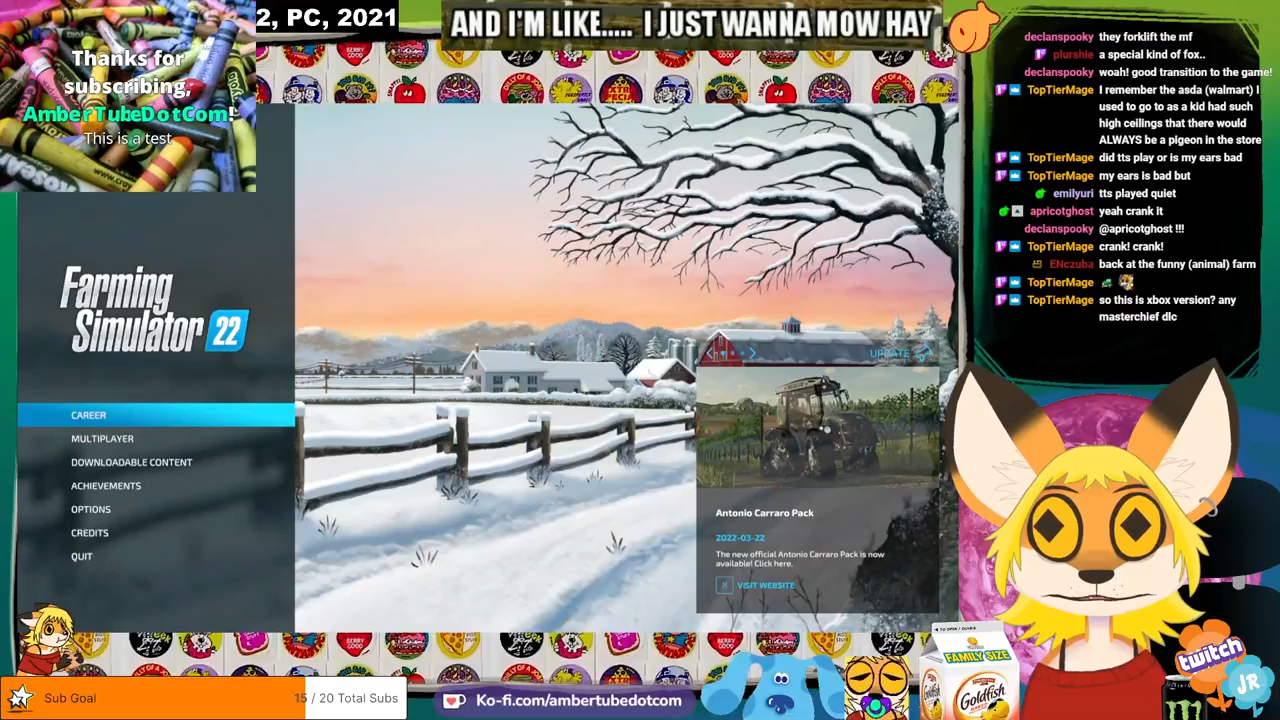 2, PC, 2021
AND I'M LIKE..... I JUST WANNA MOW HAY
Thanks for
subscribing,
AmberTubeDotCom!
This is a test
Farming
Simulator 22
CAREER
MULTIPLAYER
DOWNLOADABLE CONTENT
ACHIEVEMENTS
OPTIONS
CREDITS
QUIT
UPDATE
Antonio Carraro Pack
2022-03-22
The new official Antonio Carraro Pack is now
available! Click here.
X VISIT WEBSITE
declanspooky they forklift the mf
plurshie a special kind of fox..
declanspooky woah! good transition to the game!
TopTierMage I remember the asda (walmart) I
used to go to as a kid had such
high ceilings that there would
ALWAYS be a pigeon in the store
TopTierMage did tts play or is my ears bad
TopTierMage my ears is bad but
emilyuri tts played quiet
apricotghost yeah crank it
declanspooky @apricotghost !!!
TopTierMage crank! crank!
ENczuba back at the funny (animal) farm
TopTierMage
TopTierMage so this is xbox version? any
masterchief dlc
Sub Goal
15 / 20 Total Subs
Ko-fi.com/ambertubedotcom
FAMILY SIZE
Goldfish
twitch
JR